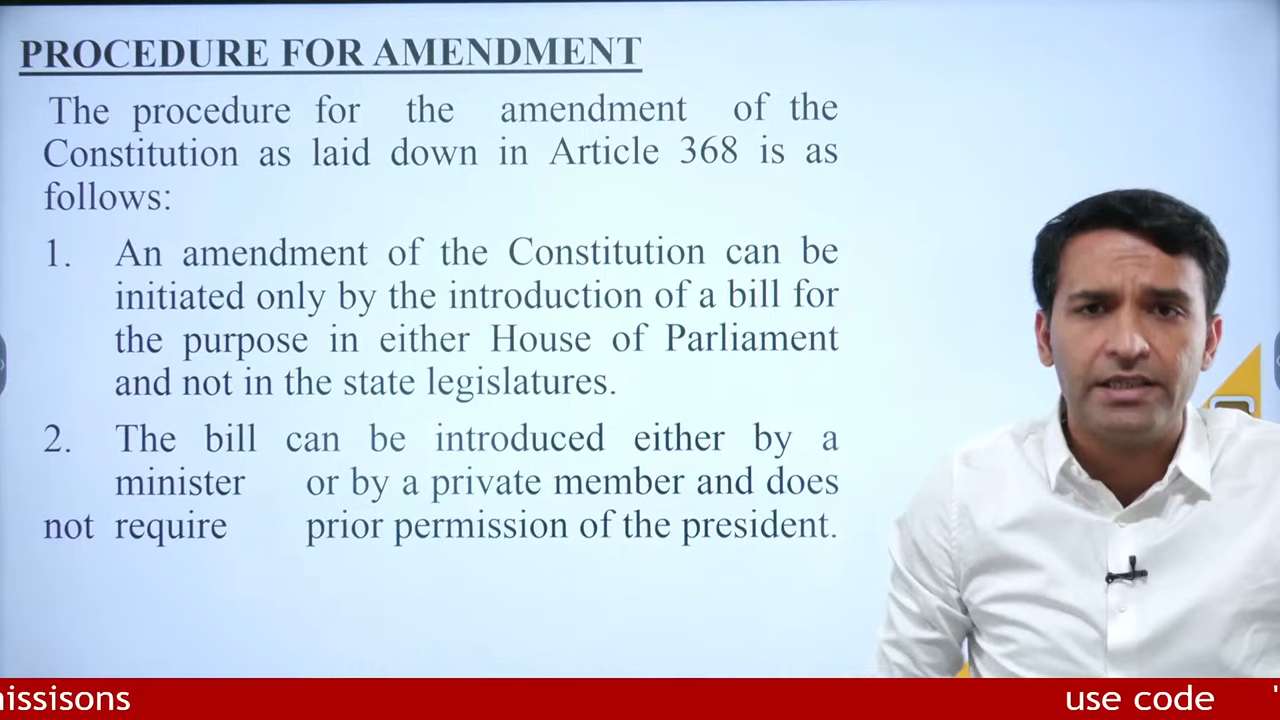 PROCEDURE FOR AMENDMENT
The procedure for the amendment of the
Constitution as laid down in Article 368 is as
follows:
1. An amendment of the Constitution can be
initiated only by the introduction of a bill for
the purpose in either House of Parliament
and not in the state legislatures.
2. The bill can be introduced either by a
minister or by a private member and does
not require prior permission of the president.
use code